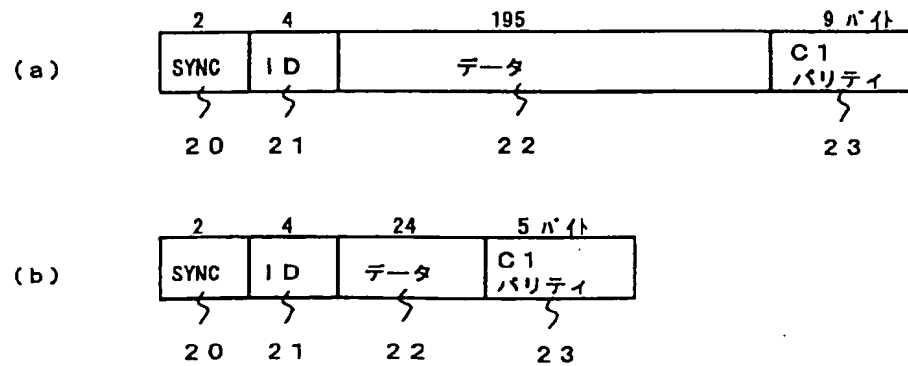 2 4 195 9 バイト
(a) SYNC ID データ C1
パリティ
20 21 22 23
2 4 24 5 バイト
(b) SYNC ID データ C1
パリティ
20 21 22 23